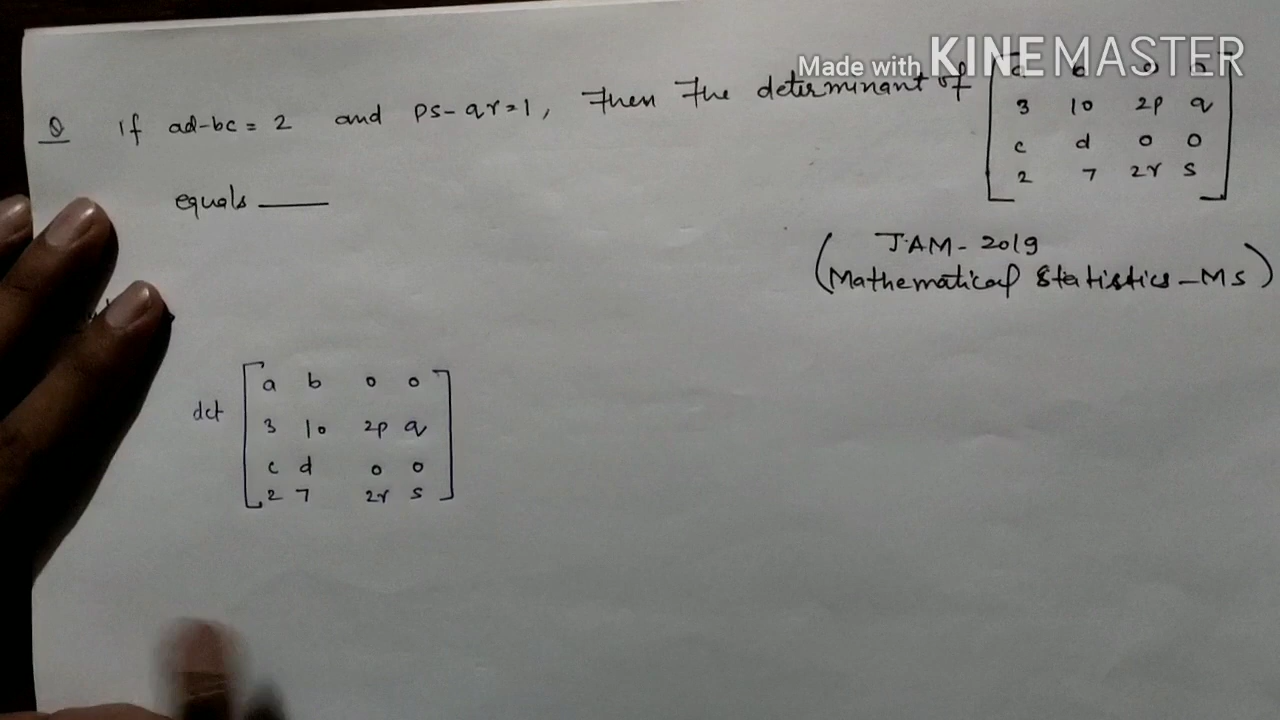 Made with KINEMASTER
Q If ad-bc = 2 and ps-qr=1, then the determinant of
3 10 2p q
c d 0 0
2 7 2r s
equals ___
JAM-2019
(Mathematical Statistics-MS)
det
a b 0 0
3 10 2p q
c d 0 0
2 7 2r s